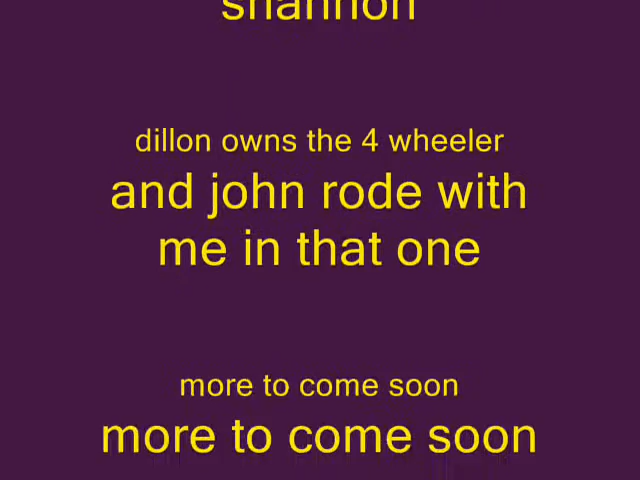 shannon
dillon owns the 4 wheeler
and john rode with
me in that one
more to come soon
more to come soon